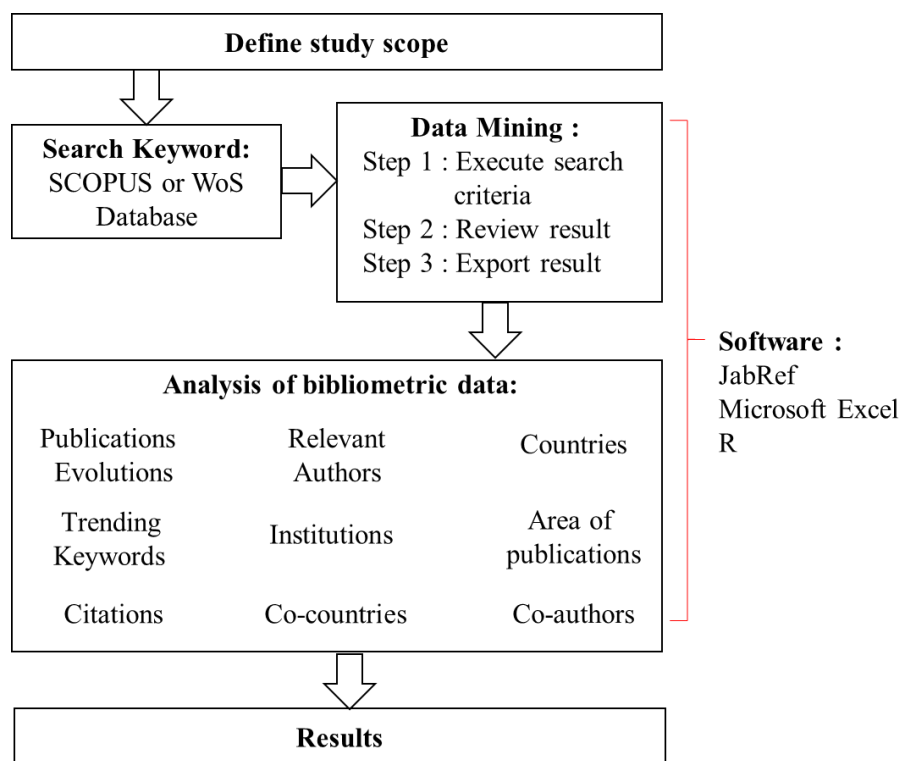 Define study scope
Search Keyword:
SCOPUS or WoS
Database
Data Mining :
Step 1 : Execute search
criteria
Step 2 : Review result
Step 3 : Export result
Software :
JabRef
Microsoft Excel
R
Analysis of bibliometric data:
Publications
Evolutions
Relevant
Authors
Countries
Trending
Keywords
Institutions
Area of
publications
Citations
Co-countries
Co-authors
Results